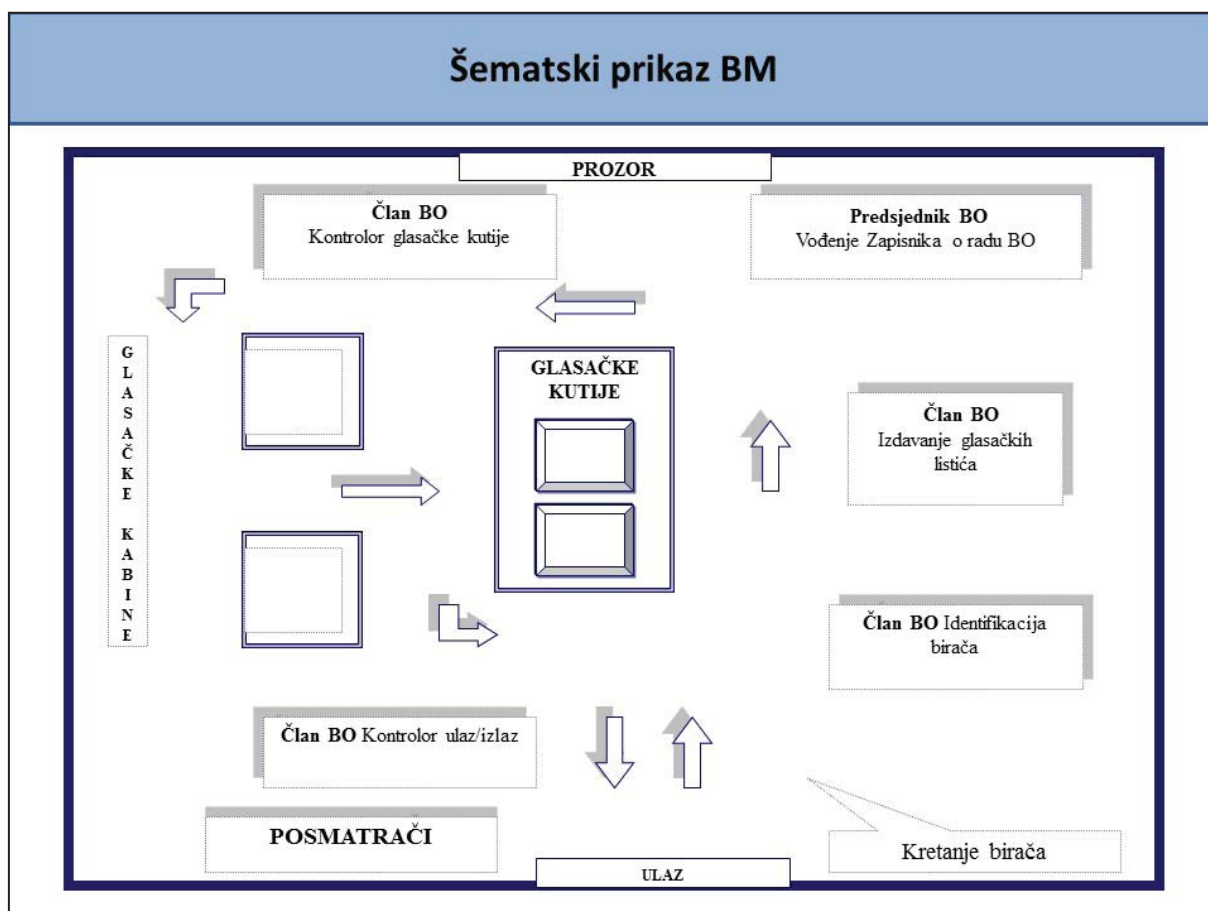 Šematski prikaz BM
PROZOR
Član BO
Kontrolor glasačke kutije
Predsjednik BO
Vođenje Zapisnika o radu BO
GLASAČKE KABINE
GLASAČKE
KUTIJE
Član BO
Izdavanje glasačkih
listića
Član BO Identifikacija
birača
Član BO Kontrolor ulaz/izlaz
POSMATRAČI
Kretanje birača
ULAZ